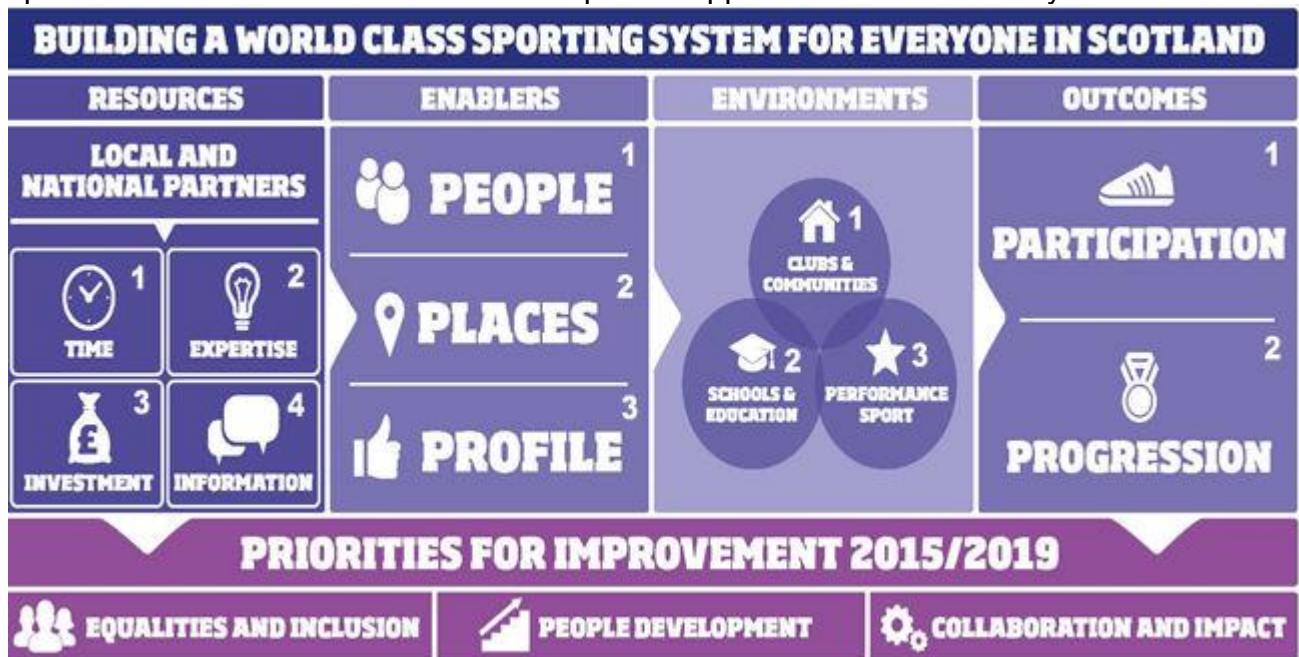 BUILDING A WORLD CLASS SPORTING SYSTEM FOR EVERYONE IN SCOTLAND
RESOURCES
LOCAL AND
NATIONAL PARTNERS
1
TIME
2
EXPERTISE
3
£
INVESTMENT
4
INFORMATION
ENABLERS
1
PEOPLE
2
PLACES
3
PROFILE
ENVIRONMENTS
1
CLUBS &
COMMUNITIES
2
SCHOOLS &
EDUCATION
3
PERFORMANCE
SPORT
OUTCOMES
1
PARTICIPATION
2
PROGRESSION
PRIORITIES FOR IMPROVEMENT 2015/2019
EQUALITIES AND INCLUSION
PEOPLE DEVELOPMENT
COLLABORATION AND IMPACT